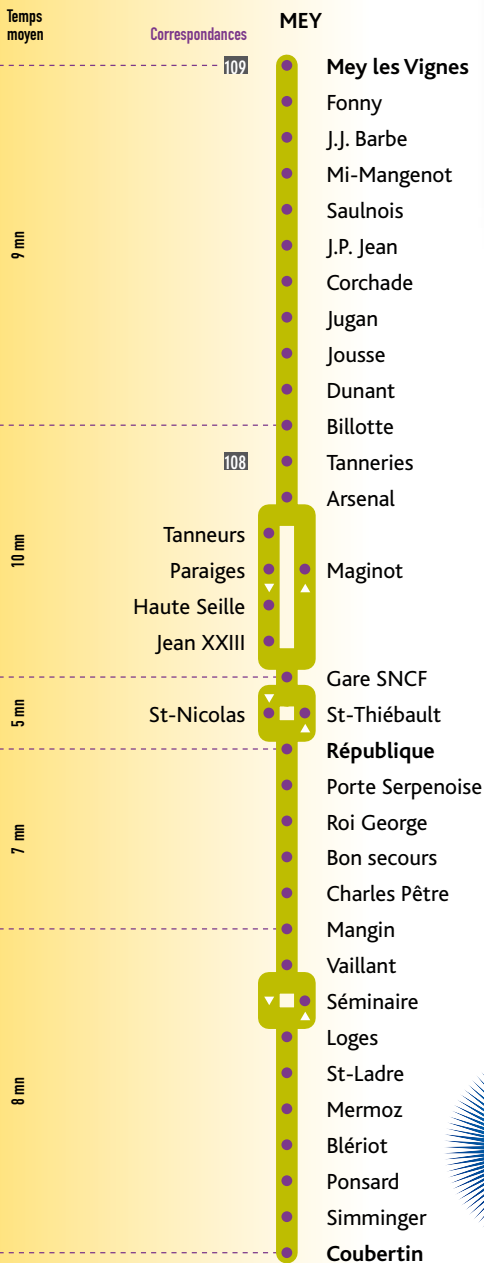 Temps
moyen
Correspondances
MEY
109
Mey les Vignes
Fonny
J.J. Barbe
Mi-Mangenot
Saulnois
9 mn
J.P. Jean
Corchade
Jugan
Jousse
Dunant
Billotte
108
Tanneries
Arsenal
Tanneurs
10 mn
Paraiges
Maginot
Haute Seille
Jean XXIII
Gare SNCF
5 mn
St-Nicolas
St-Thiébault
République
Porte Serpenoise
Roi George
7 mn
Bon secours
Charles Pêtre
Mangin
Vaillant
Séminaire
Loges
St-Ladre
8 mn
Mermoz
Blériot
Ponsard
Simminger
Coubertin